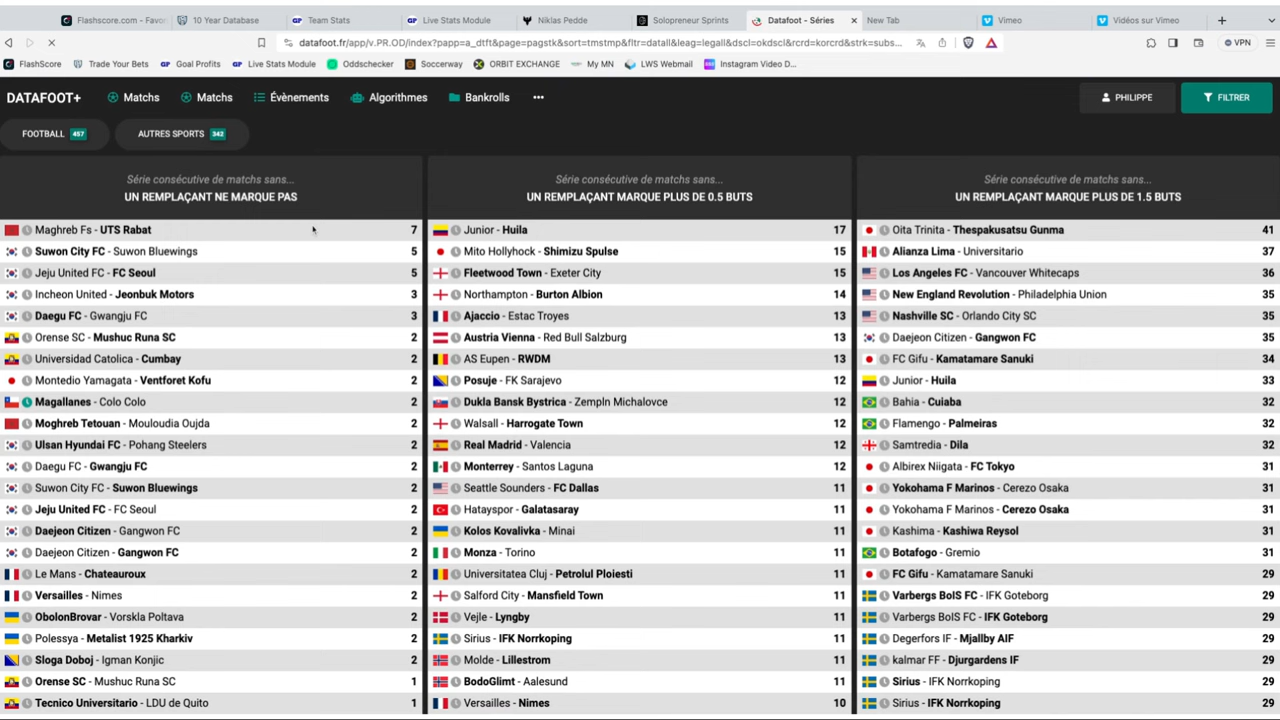 Flashscore.com - Favo
10 Year Database
Team Stats
Live Stats Module
Niklas Pedde
Solopreneur Sprints
Datafoot - Séries
New Tab
Vimeo
Vidéos sur Vimeo
datafoot.fr/app/v.PR.OD/index?papp=a_dtft&page=pagstk&sort=tmstmp&fltr=datall&leag=legall&dscl=okdscl&rcrd=korcrd&strk=subs...
VPN
FlashScore
Trade Your Bets
Goal Profits
Live Stats Module
Oddschecker
Soccerway
ORBIT EXCHANGE
My MN
LWS Webmail
Instagram Video D...
DATAFOOT+
Matchs
Matchs
Évènements
Algorithmes
Bankrolls
PHILIPPE
FILTRER
FOOTBALL 457
AUTRES SPORTS 342
Série consécutive de matchs sans...
UN REMPLAÇANT NE MARQUE PAS
Maghreb Fs - UTS Rabat 7
Suwon City FC - Suwon Bluewings 5
Jeju United FC - FC Seoul 5
Incheon United - Jeonbuk Motors 3
Daegu FC - Gwangju FC 3
Orense SC - Mushuc Runa SC 2
Universidad Catolica - Cumbay 2
Montedio Yamagata - Ventforet Kofu 2
Magallanes - Colo Colo 2
Moghreb Tetouan - Mouloudia Oujda 2
Ulsan Hyundai FC - Pohang Steelers 2
Daegu FC - Gwangju FC 2
Suwon City FC - Suwon Bluewings 2
Jeju United FC - FC Seoul 2
Daejeon Citizen - Gangwon FC 2
Daejeon Citizen - Gangwon FC 2
Le Mans - Chateauroux 2
Versailles - Nimes 2
ObolonBrovar - Vorskla Poltava 2
Polessya - Metalist 1925 Kharkiv 2
Sloga Doboj - Igman Konjic 2
Orense SC - Mushuc Runa SC 1
Tecnico Universitario - LDU de Quito 1
Série consécutive de matchs sans...
UN REMPLAÇANT MARQUE PLUS DE 0.5 BUTS
Junior - Huila 17
Mito Hollyhock - Shimizu Spulse 15
Fleetwood Town - Exeter City 15
Northampton - Burton Albion 14
Ajaccio - Estac Troyes 13
Austria Vienna - Red Bull Salzburg 13
AS Eupen - RWDM 13
Posuje - FK Sarajevo 12
Dukla Bansk Bystrica - Zempln Michalovce 12
Walsall - Harrogate Town 12
Real Madrid - Valencia 12
Monterrey - Santos Laguna 12
Seattle Sounders - FC Dallas 11
Hatayspor - Galatasaray 11
Kolos Kovalivka - Minai 11
Monza - Torino 11
Universitatea Cluj - Petrolul Ploiesti 11
Salford City - Mansfield Town 11
Vejle - Lyngby 11
Sirius - IFK Norrkoping 11
Molde - Lillestrom 11
BodoGlimt - Aalesund 11
Versailles - Nimes 10
Série consécutive de matchs sans...
UN REMPLAÇANT MARQUE PLUS DE 1.5 BUTS
Oita Trinita - Thespakusatsu Gunma 41
Alianza Lima - Universitario 37
Los Angeles FC - Vancouver Whitecaps 36
New England Revolution - Philadelphia Union 35
Nashville SC - Orlando City SC 35
Daejeon Citizen - Gangwon FC 35
FC Gifu - Kamatamare Sanuki 34
Junior - Huila 33
Bahia - Cuiaba 32
Flamengo - Palmeiras 32
Samtredia - Dila 32
Albirex Niigata - FC Tokyo 31
Yokohama F Marinos - Cerezo Osaka 31
Yokohama F Marinos - Cerezo Osaka 31
Kashima - Kashiwa Reysol 31
Botafogo - Gremio 31
FC Gifu - Kamatamare Sanuki 29
Varbergs BoIS FC - IFK Goteborg 29
Varbergs BoIS FC - IFK Goteborg 29
Degerfors IF - Mjallby AIF 29
kalmar FF - Djurgardens IF 29
Sirius - IFK Norrkoping 29
Sirius - IFK Norrkoping 29